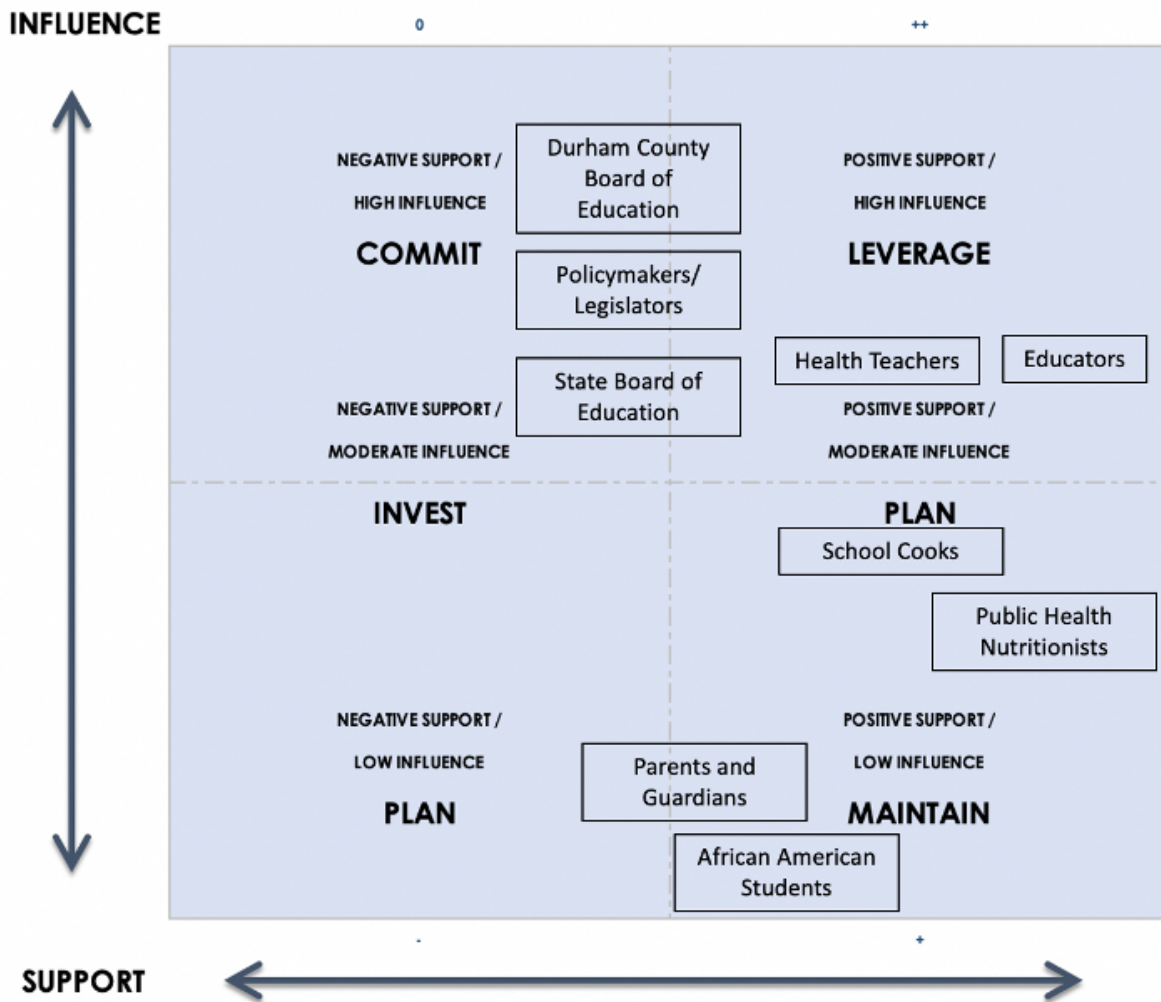 INFLUENCE
0
++
NEGATIVE SUPPORT /
HIGH INFLUENCE
COMMIT
Durham County
Board of
Education
POSITIVE SUPPORT /
HIGH INFLUENCE
LEVERAGE
Policymakers/
Legislators
Health Teachers
Educators
State Board of
Education
NEGATIVE SUPPORT /
MODERATE INFLUENCE
INVEST
POSITIVE SUPPORT /
MODERATE INFLUENCE
PLAN
School Cooks
Public Health
Nutritionists
NEGATIVE SUPPORT /
LOW INFLUENCE
PLAN
Parents and
Guardians
POSITIVE SUPPORT /
LOW INFLUENCE
MAINTAIN
African American
Students
-
+
SUPPORT